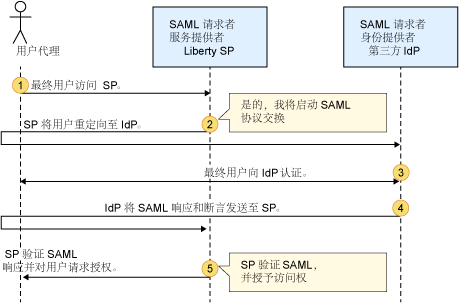 用户代理
SAML 请求者
服务提供者
Liberty SP
SAML 请求者
身份提供者
第三方 IdP
1 最终用户访问 SP。
2
是的，我将启动 SAML
协议交换
SP 将用户重定向至 IdP.
3
最终用户向 IdP 认证。
IdP 将 SAML 响应和断言发送至 SP。
4
SP 验证 SAML
响应并对用户请求授权。
5
SP 验证 SAML，
并授予访问权